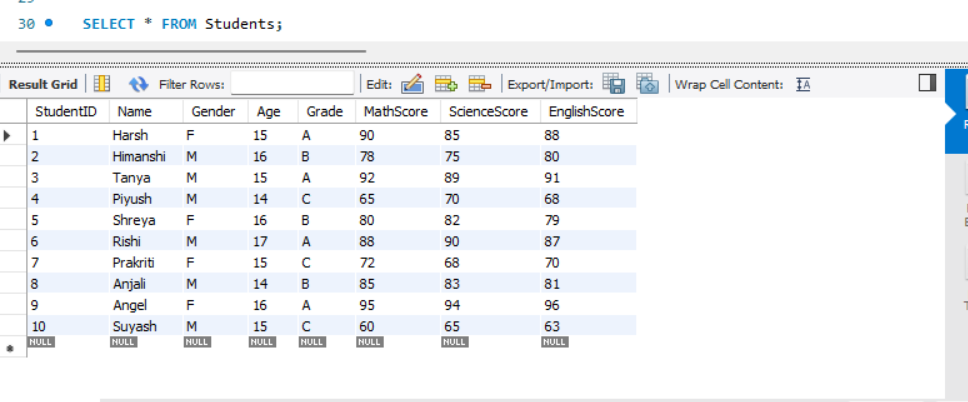 30 SELECT * FROM Students;
Result Grid Filter Rows: Edit: Export/Import: Wrap Cell Content:
StudentID Name Gender Age Grade MathScore ScienceScore EnglishScore
1 Harsh F 15 A 90 85 88
2 Himanshi M 16 B 78 75 80
3 Tanya M 15 A 92 89 91
4 Piyush M 14 C 65 70 68
5 Shreya F 16 B 80 82 79
6 Rishi M 17 A 88 90 87
7 Prakriti F 15 C 72 68 70
8 Anjali M 14 B 85 83 81
9 Angel F 16 A 95 94 96
10 Suyash M 15 C 60 65 63
NULL NULL NULL NULL NULL NULL NULL NULL